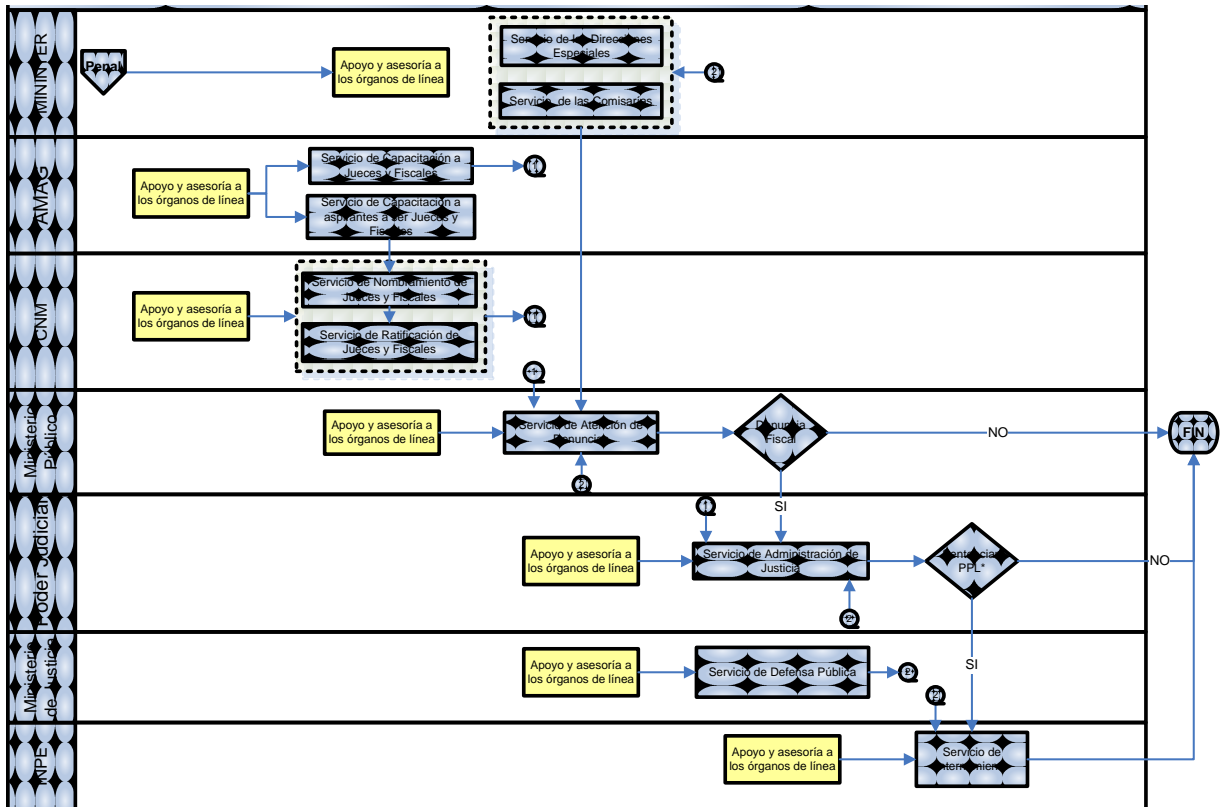 MININTER
Penal
Apoyo y asesoría a
los órganos de línea
Servicio de las Direcciones
Especiales
Servicio de las Comisarias
2
AMAG
Apoyo y asesoría a
los órganos de línea
Servicio de Capacitación a
Jueces y Fiscales
1
Servicio de Capacitación a
aspirantes a ser Jueces y
Fiscales
CNM
Apoyo y asesoría a
los órganos de línea
Servicio de Nombramiento de
Jueces y Fiscales
Servicio de Ratificación de
Jueces y Fiscales
1
1
Ministerio
Público
Apoyo y asesoría a
los órganos de línea
Servicio de Atención de
Denuncias
Denuncia
Fiscal
NO
FIN
2
SI
Poder Judicial
1
Apoyo y asesoría a
los órganos de línea
Servicio de Administración de
Justicia
PPL*
NO
2
Ministerio
de Justicia
Apoyo y asesoría a
los órganos de línea
Servicio de Defensa Pública
2
SI
2
INPE
Apoyo y asesoría a
los órganos de línea
Servicio de